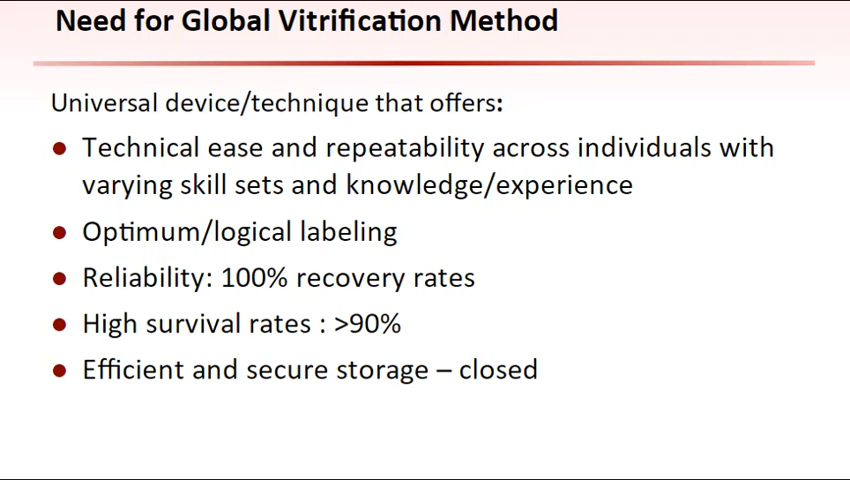 Need for Global Vitrification Method
Universal device/technique that offers:
● Technical ease and repeatability across individuals with
varying skill sets and knowledge/experience
● Optimum/logical labeling
● Reliability: 100% recovery rates
● High survival rates : >90%
● Efficient and secure storage – closed